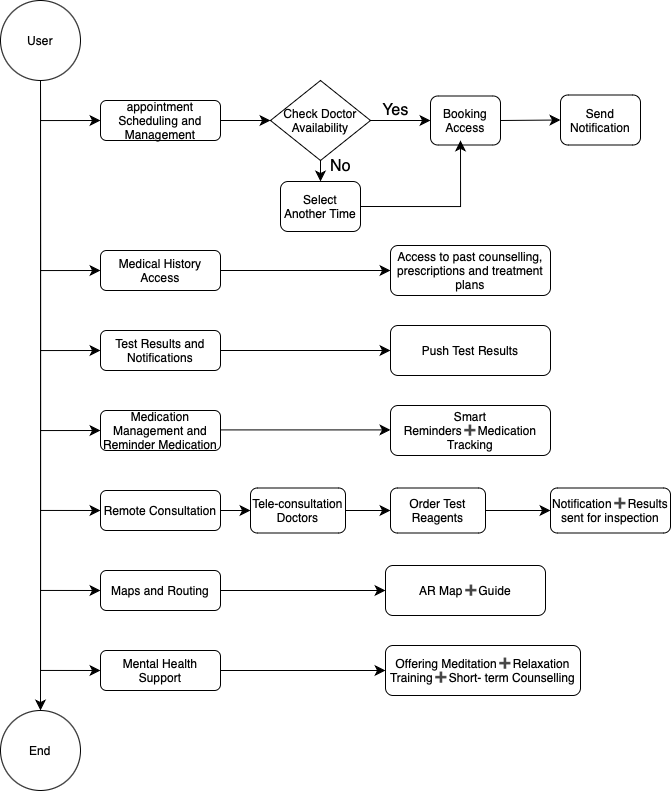 User
appointment
Scheduling and
Management
Check Doctor
Availability
Yes
Booking
Access
Send
Notification
No
Select
Another Time
Medical History
Access
Access to past counselling,
prescriptions and treatment
plans
Test Results and
Notifications
Push Test Results
Medication
Management and
Reminder Medication
Smart
Reminders➕Medication
Tracking
Remote Consultation
Tele-consultation
Doctors
Order Test
Reagents
Notification➕Results
sent for inspection
Maps and Routing
AR Map➕Guide
Mental Health
Support
Offering Meditation➕Relaxation
Training➕Short- term Counselling
End